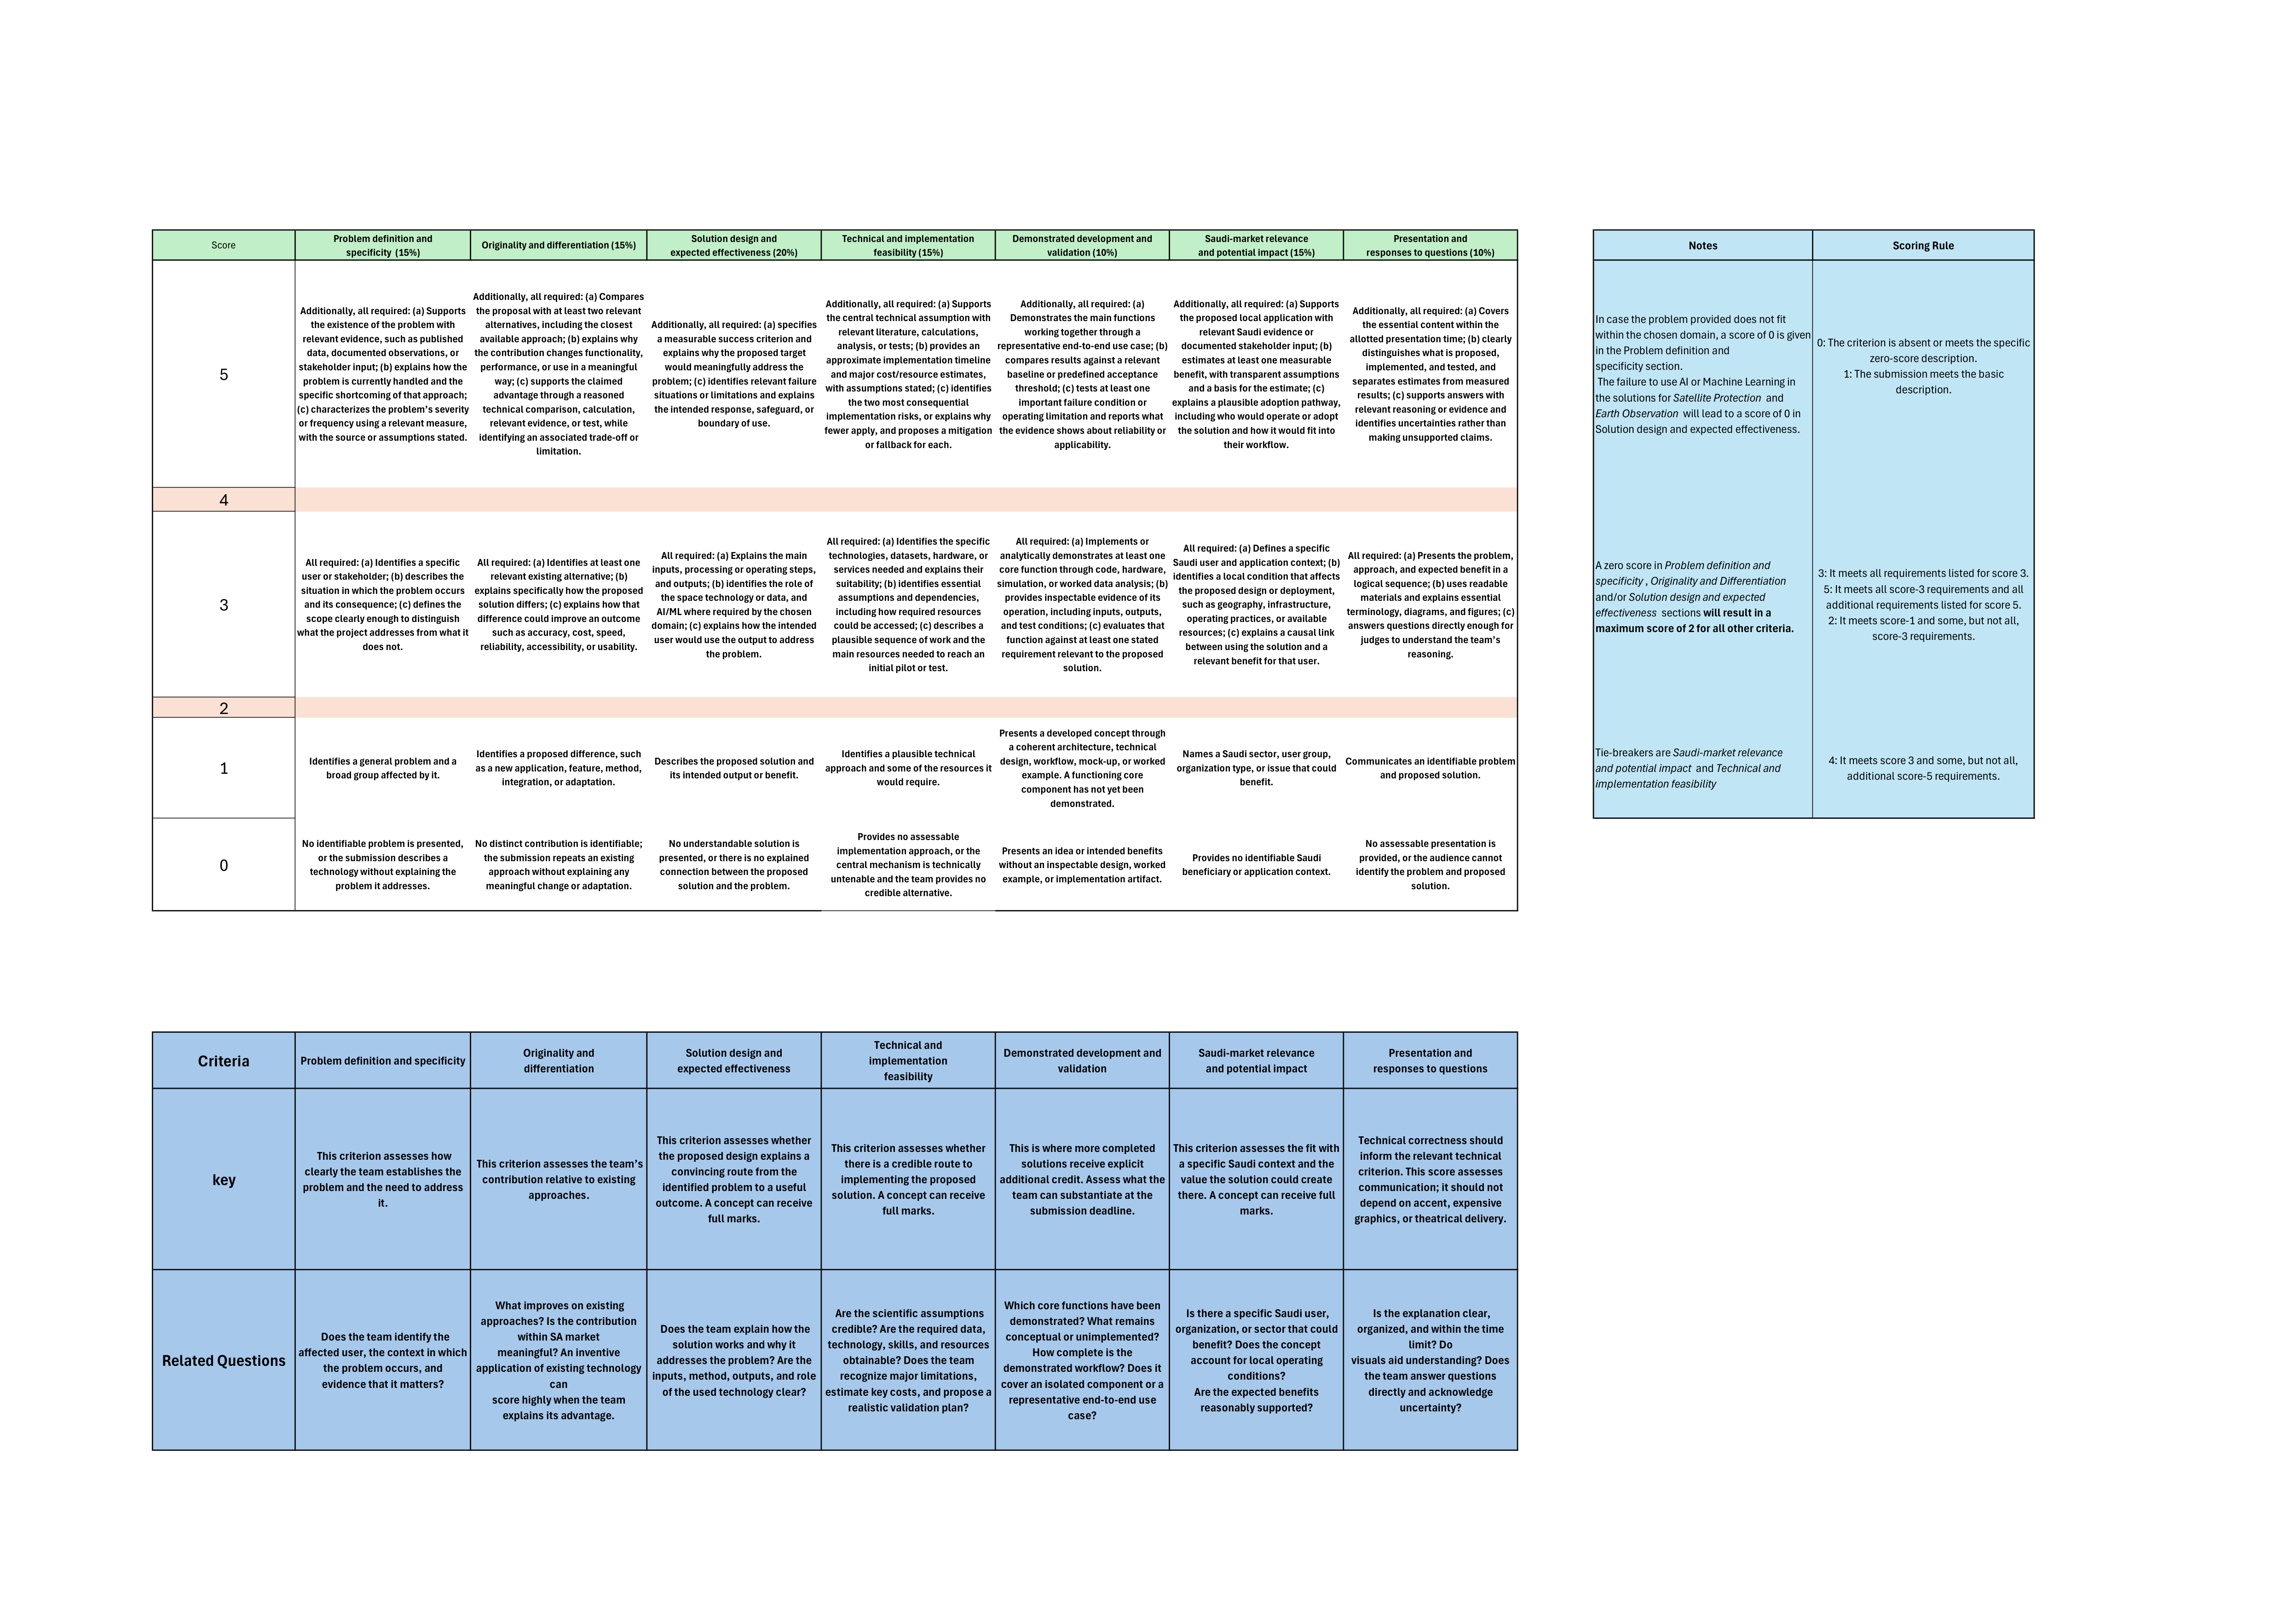 Score
Problem definition and
specificity (15%)
Originality and differentiation (15%)
Solution design and
expected effectiveness (20%)
Technical and implementation
feasibility (15%)
Demonstrated development and
validation (10%)
Saudi-market relevance
and potential impact (15%)
Presentation and
responses to questions (10%)
5
Additionally, all required: (a) Supports
the existence of the problem with
relevant evidence, such as published
data, documented observations, or
stakeholder input; (b) explains how the
problem is currently handled and the
specific shortcoming of that approach;
(c) characterizes the problem's severity
or frequency using a relevant measure,
with the source or assumptions stated.
Additionally, all required: (a) Compares
the proposal with at least two relevant
alternatives, including the closest
available approach; (b) explains why
the contribution changes functionality,
performance, or use in a meaningful
way; (c) supports the claimed
advantage through a reasoned
technical comparison, calculation,
relevant evidence, or test, while
identifying an associated trade-off or
limitation.
Additionally, all required: (a) specifies
a measurable success criterion and
explains why the proposed target
would meaningfully address the
problem; (c) identifies relevant failure
situations or limitations and explains
the intended response, safeguard, or
boundary of use.
Additionally, all required: (a) Supports
the central technical assumption with
relevant literature, calculations,
analysis, or tests; (b) provides an
approximate implementation timeline
and major cost/resource estimates,
with assumptions stated; (c) identifies
the two most consequential
implementation risks, or explains why
fewer apply, and proposes a mitigation
or fallback for each.
Additionally, all required: (a)
Demonstrates the main functions
working together through a
representative end-to-end use case; (b)
compares results against a relevant
baseline or predefined acceptance
threshold; (c) tests at least one
important failure condition or
operating limitation and reports what
the evidence shows about reliability or
applicability.
Additionally, all required: (a) Supports
the proposed local application with
relevant Saudi evidence or
documented stakeholder input; (b)
estimates at least one measurable
benefit, with transparent assumptions
and a basis for the estimate; (c)
explains a plausible adoption pathway,
including who would operate or adopt
the solution and how it would fit into
their workflow.
Additionally, all required: (a) Covers
the essential content within the
allotted presentation time; (b) clearly
distinguishes what is proposed,
implemented, and tested, and
separates estimates from measured
results; (c) supports answers with
relevant reasoning or evidence and
identifies uncertainties rather than
making unsupported claims.
4
3
All required: (a) Identifies a specific
user or stakeholder; (b) describes the
situation in which the problem occurs
and its consequence; (c) defines the
scope clearly enough to distinguish
what the project addresses from what it
does not.
All required: (a) Identifies at least one
relevant existing alternative; (b)
explains specifically how the proposed
solution differs; (c) explains how that
difference could improve an outcome
such as accuracy, cost, speed,
reliability, accessibility, or usability.
All required: (a) Explains the main
inputs, processing or operating steps,
and outputs; (b) identifies the role of
the space technology or data, and
AI/ML where required by the chosen
domain; (c) explains how the intended
user would use the output to address
the problem.
All required: (a) Identifies the specific
technologies, datasets, hardware, or
services needed and explains their
suitability; (b) identifies essential
assumptions and dependencies,
including how required resources
could be accessed; (c) describes a
plausible sequence of work and the
main resources needed to reach an
initial pilot or test.
All required: (a) Implements or
analytically demonstrates at least one
core function through code, hardware,
simulation, or worked data analysis; (b)
provides inspectable evidence of its
operation, including inputs, outputs,
and test conditions; (c) evaluates that
function against at least one stated
requirement relevant to the proposed
solution.
All required: (a) Defines a specific
Saudi user and application context; (b)
identifies a local condition that affects
the proposed design or deployment,
such as geography, infrastructure,
operating practices, or available
resources; (c) explains a causal link
between using the solution and a
relevant benefit for that user.
All required: (a) Presents the problem,
approach, and expected benefit in a
logical sequence; (b) uses readable
materials and explains essential
terminology, diagrams, and figures; (c)
answers questions directly enough for
judges to understand the team's
reasoning.
2
1
Identifies a general problem and a
broad group affected by it.
Identifies a proposed difference, such
as a new application, feature, method,
integration, or adaptation.
Describes the proposed solution and
its intended output or benefit.
Identifies a plausible technical
approach and some of the resources it
would require.
Presents a developed concept through
a coherent architecture, technical
design, workflow, mock-up, or worked
example. A functioning core
component has not yet been
demonstrated.
Names a Saudi sector, user group,
organization type, or issue that could
benefit.
Communicates an identifiable problem
and proposed solution.
0
No identifiable problem is presented,
or the submission describes a
technology without explaining the
problem it addresses.
No distinct contribution is identifiable;
the submission repeats an existing
approach without explaining any
meaningful change or adaptation.
No understandable solution is
presented, or there is no explained
connection between the proposed
solution and the problem.
Provides no assessable
implementation approach, or the
central mechanism is technically
untenable and the team provides no
credible alternative.
Presents an idea or intended benefits
without an inspectable design, worked
example, or implementation artifact.
Provides no identifiable Saudi
beneficiary or application context.
No assessable presentation is
provided, or the audience cannot
identify the problem and proposed
solution.
Notes
Scoring Rule
In case the problem provided does not fit
within the chosen domain, a score of 0 is given
in the Problem definition and
specificity section.
The failure to use AI or Machine Learning in
the solutions for Satellite Protection and
Earth Observation will lead to a score of 0 in
Solution design and expected effectiveness.
0: The criterion is absent or meets the specific
zero-score description.
1: The submission meets the basic
description.
A zero score in Problem definition and
specificity , Originality and Differentiation
and/or Solution design and expected
effectiveness sections will result in a
maximum score of 2 for all other criteria.
3: It meets all requirements listed for score 3.
5: It meets all score-3 requirements and all
additional requirements listed for score 5.
2: It meets score-1 and some, but not all,
score-3 requirements.
Tie-breakers are Saudi-market relevance
and potential impact and Technical and
implementation feasibility
4: It meets score 3 and some, but not all,
additional score-5 requirements.
Criteria
Problem definition and specificity
Originality and
differentiation
Solution design and
expected effectiveness
Technical and
implementation
feasibility
Demonstrated development and
validation
Saudi-market relevance
and potential impact
Presentation and
responses to questions
key
This criterion assesses how
clearly the team establishes the
problem and the need to address
it.
This criterion assesses the team's
contribution relative to existing
approaches.
This criterion assesses whether
the proposed design explains a
convincing route from the
identified problem to a useful
outcome. A concept can receive
full marks.
This criterion assesses whether
there is a credible route to
implementing the proposed
solution. A concept can receive
full marks.
This is where more completed
solutions receive explicit
additional credit. Assess what the
team can substantiate at the
submission deadline.
This criterion assesses the fit with
a specific Saudi context and the
value the solution could create
there. A concept can receive full
marks.
Technical correctness should
inform the relevant technical
criterion. This score assesses
communication; it should not
depend on accent, expensive
graphics, or theatrical delivery.
Related Questions
Does the team identify the
affected user, the context in which
the problem occurs, and
evidence that it matters?
What improves on existing
approaches? Is the contribution
within SA market
meaningful? An inventive
application of existing technology
can
score highly when the team
explains its advantage.
Does the team explain how the
solution works and why it
addresses the problem? Are the
inputs, method, outputs, and role
of the used technology clear?
Are the scientific assumptions
credible? Are the required data,
technology, skills, and resources
obtainable? Does the team
recognize major limitations,
estimate key costs, and propose a
realistic validation plan?
Which core functions have been
demonstrated? What remains
conceptual or unimplemented?
How complete is the
demonstrated workflow? Does it
cover an isolated component or a
representative end-to-end use
case?
Is there a specific Saudi user,
organization, or sector that could
benefit? Does the concept
account for local operating
conditions?
Are the expected benefits
reasonably supported?
Is the explanation clear,
organized, and within the time
limit? Do
visuals aid understanding? Does
the team answer questions
directly and acknowledge
uncertainty?